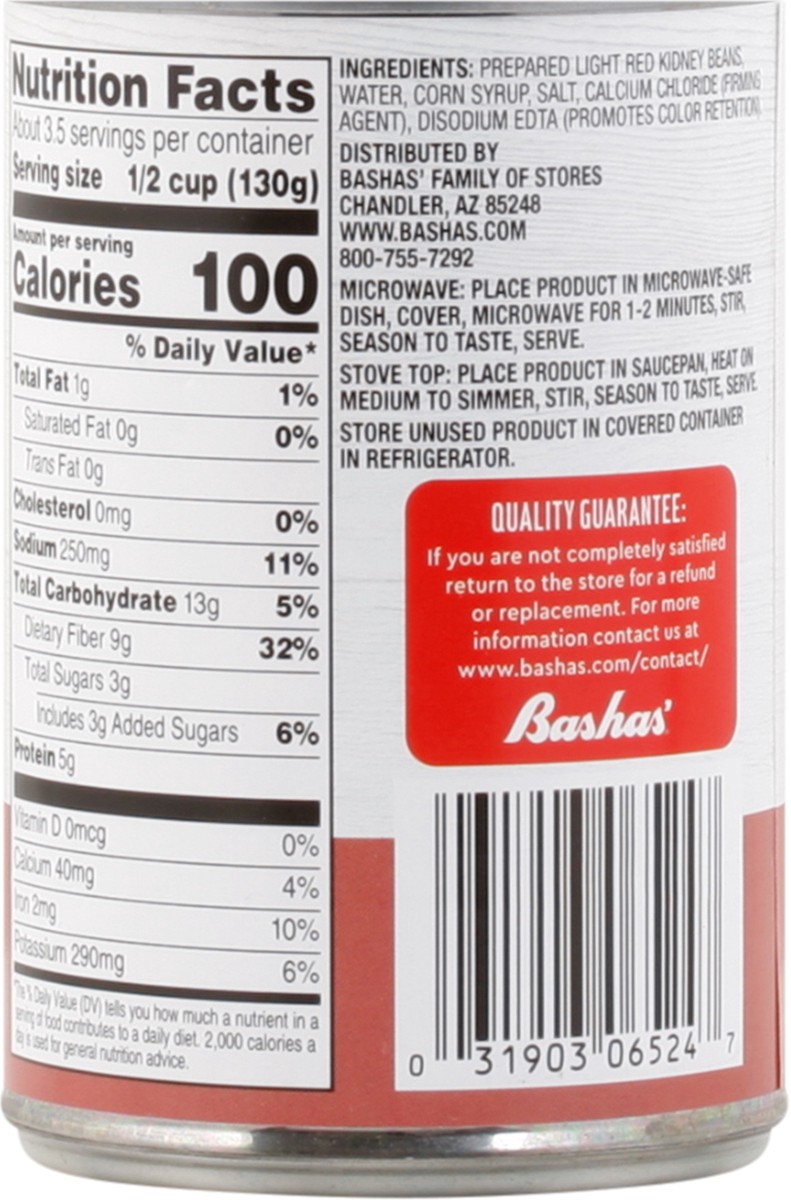 Nutrition Facts
About 3.5 servings per container
Serving size 1/2 cup (130g)
Amount per serving
Calories 100
% Daily Value*
Total Fat 1g 1%
Saturated Fat 0g 0%
Trans Fat 0g
Cholesterol 0mg 0%
Sodium 250mg 11%
Total Carbohydrate 13g 5%
Dietary Fiber 9g 32%
Total Sugars 3g
Includes 3g Added Sugars 6%
Protein 5g
Vitamin D 0mcg 0%
Calcium 40mg 4%
Iron 2mg 10%
Potassium 290mg 6%
*The % Daily Value (DV) tells you how much a nutrient in a
serving of food contributes to a daily diet. 2,000 calories a
day is used for general nutrition advice.
INGREDIENTS: PREPARED LIGHT RED KIDNEY BEANS,
WATER, CORN SYRUP, SALT, CALCIUM CHLORIDE (FIRMING
AGENT), DISODIUM EDTA (PROMOTES COLOR RETENTION).
DISTRIBUTED BY
BASHAS' FAMILY OF STORES
CHANDLER, AZ 85248
WWW.BASHAS.COM
800-755-7292
MICROWAVE: PLACE PRODUCT IN MICROWAVE-SAFE
DISH, COVER, MICROWAVE FOR 1-2 MINUTES, STIR,
SEASON TO TASTE, SERVE.
STOVE TOP: PLACE PRODUCT IN SAUCEPAN, HEAT ON
MEDIUM TO SIMMER, STIR, SEASON TO TASTE, SERVE.
STORE UNUSED PRODUCT IN COVERED CONTAINER
IN REFRIGERATOR.
QUALITY GUARANTEE:
If you are not completely satisfied
return to the store for a refund
or replacement. For more
information contact us at
www.bashas.com/contact/
Bashas'
0 31903 06524 7